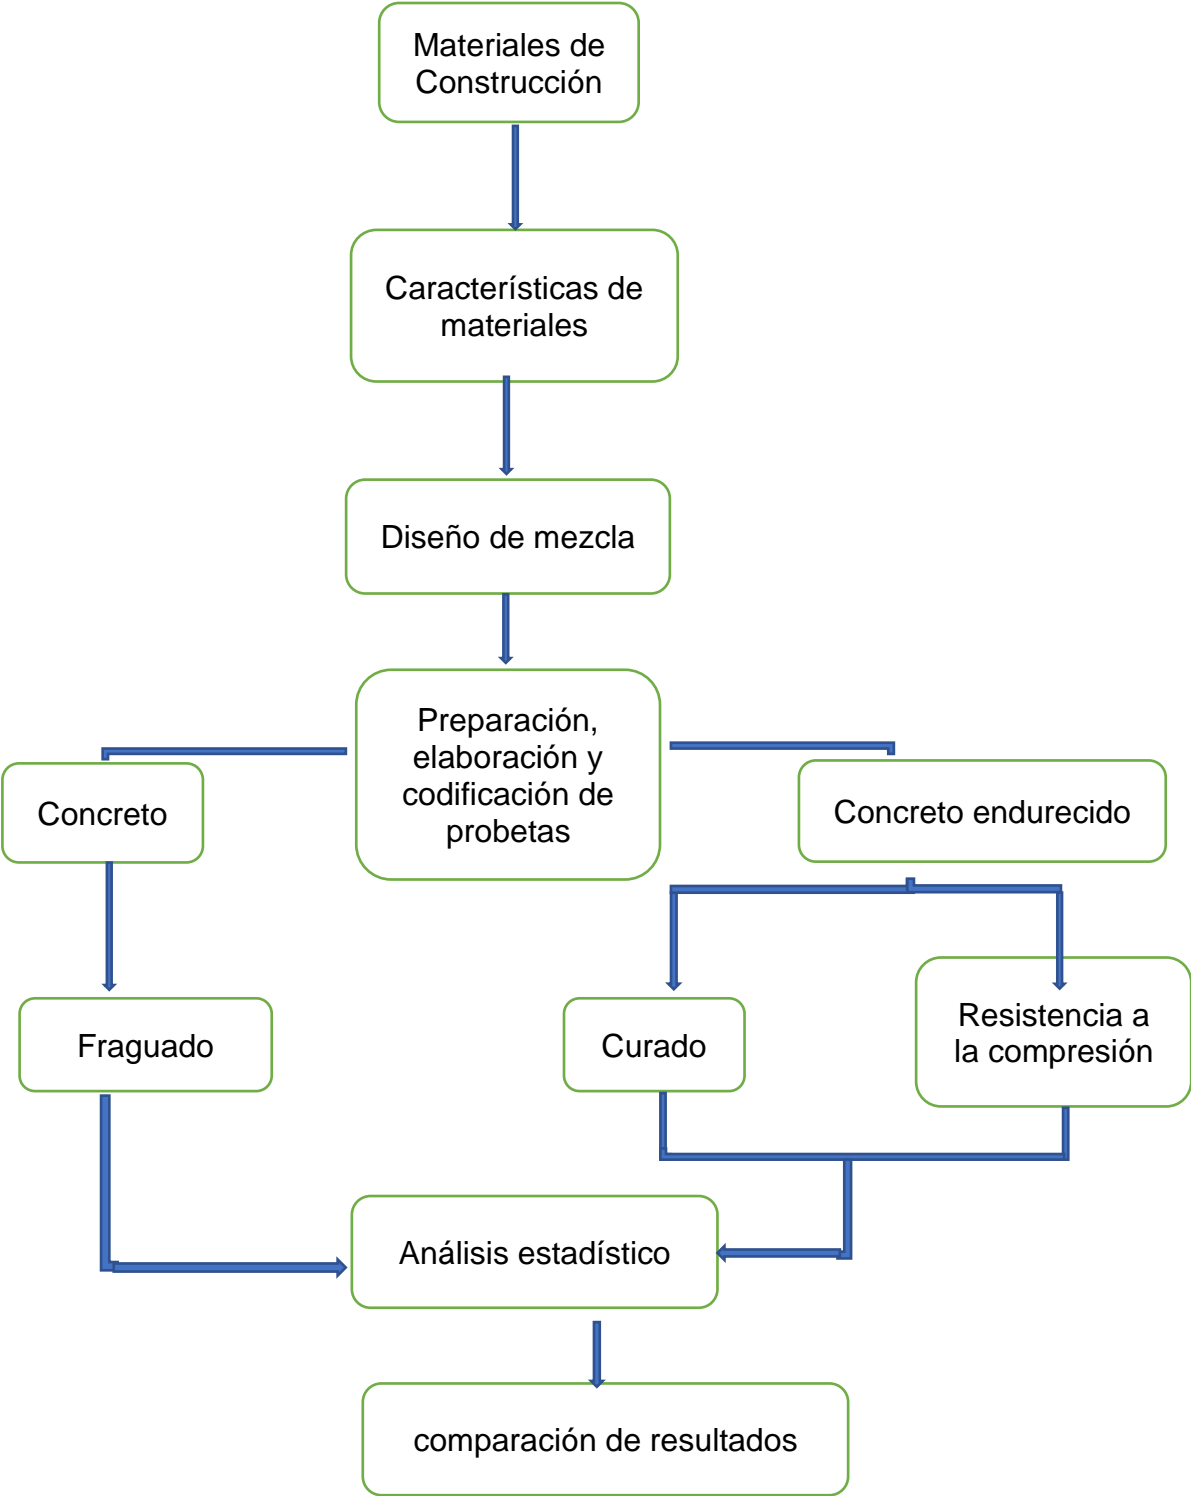 Materiales de
Construcción
Características de
materiales
Diseño de mezcla
Preparación,
elaboración y
codificación de
probetas
Concreto
Concreto endurecido
Fraguado
Curado
Resistencia a
la compresión
Análisis estadístico
comparación de resultados